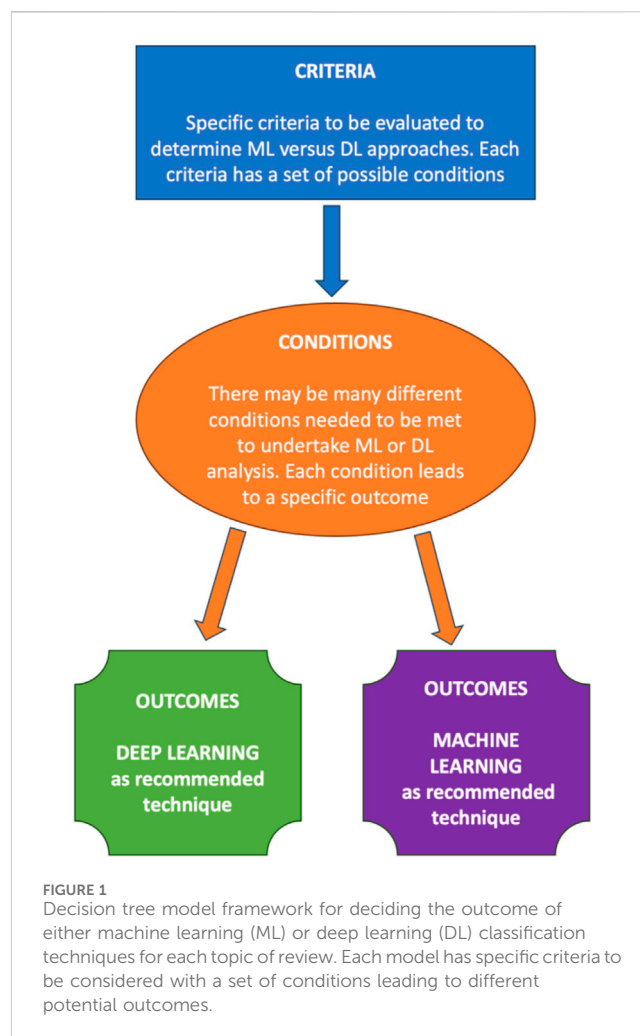 CRITERIA
Specific criteria to be evaluated to
determine ML versus DL approaches. Each
criteria has a set of possible conditions
CONDITIONS
There may be many different
conditions needed to be met
to undertake ML or DL
analysis. Each condition leads
to a specific outcome
OUTCOMES
DEEP LEARNING
as recommended
technique
OUTCOMES
MACHINE
LEARNING
as recommended
technique
FIGURE 1
Decision tree model framework for deciding the outcome of
either machine learning (ML) or deep learning (DL) classification
techniques for each topic of review. Each model has specific criteria to
be considered with a set of conditions leading to different
potential outcomes.